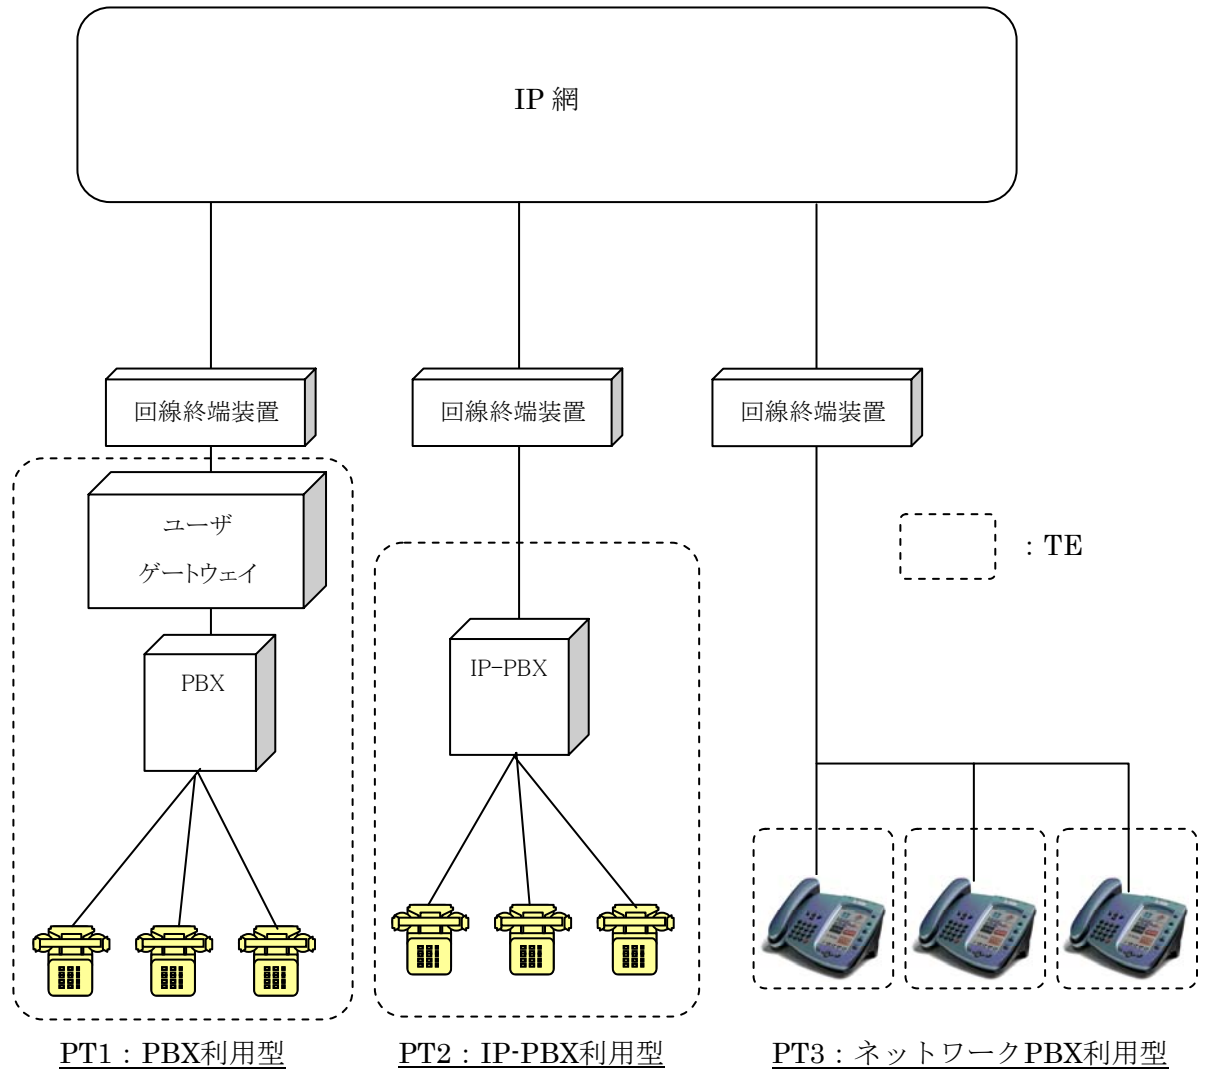 IP 網
回線終端装置
回線終端装置
回線終端装置
ユーザ
ゲートウェイ
：TE
PBX
IP-PBX
PT1：PBX利用型
PT2：IP-PBX利用型
PT3：ネットワークPBX利用型